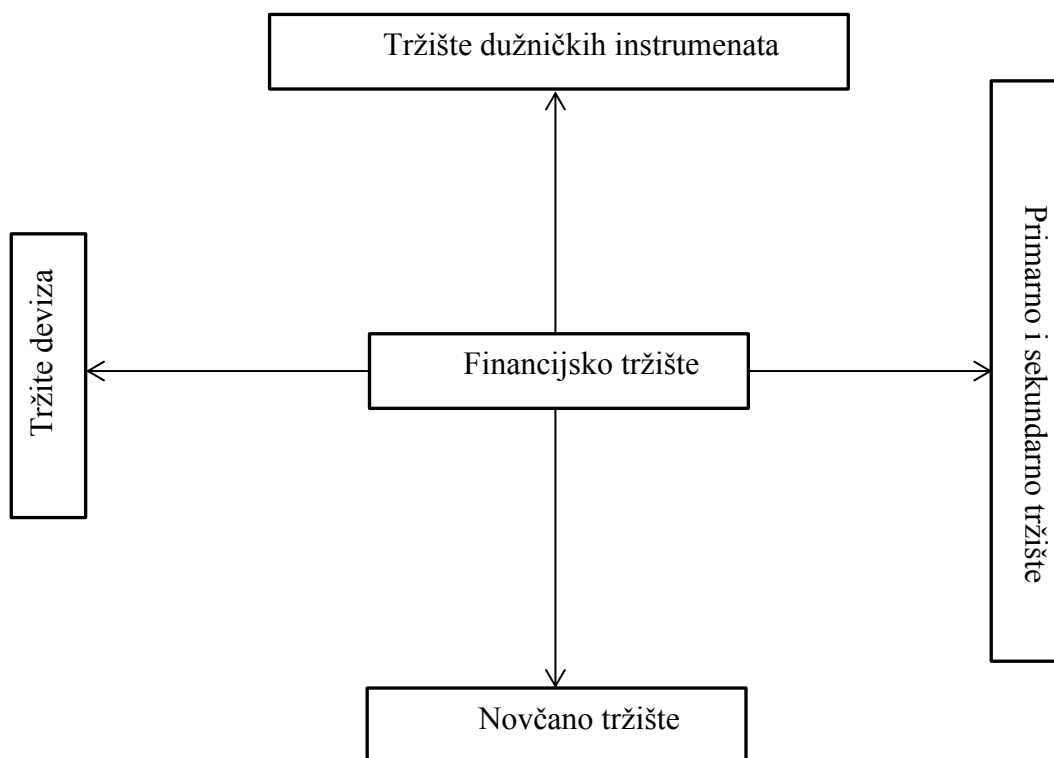 Tržište dužničkih instrumenata
Tržite deviza
Financijsko tržište
Primarno i sekundarno tržište
Novčano tržište